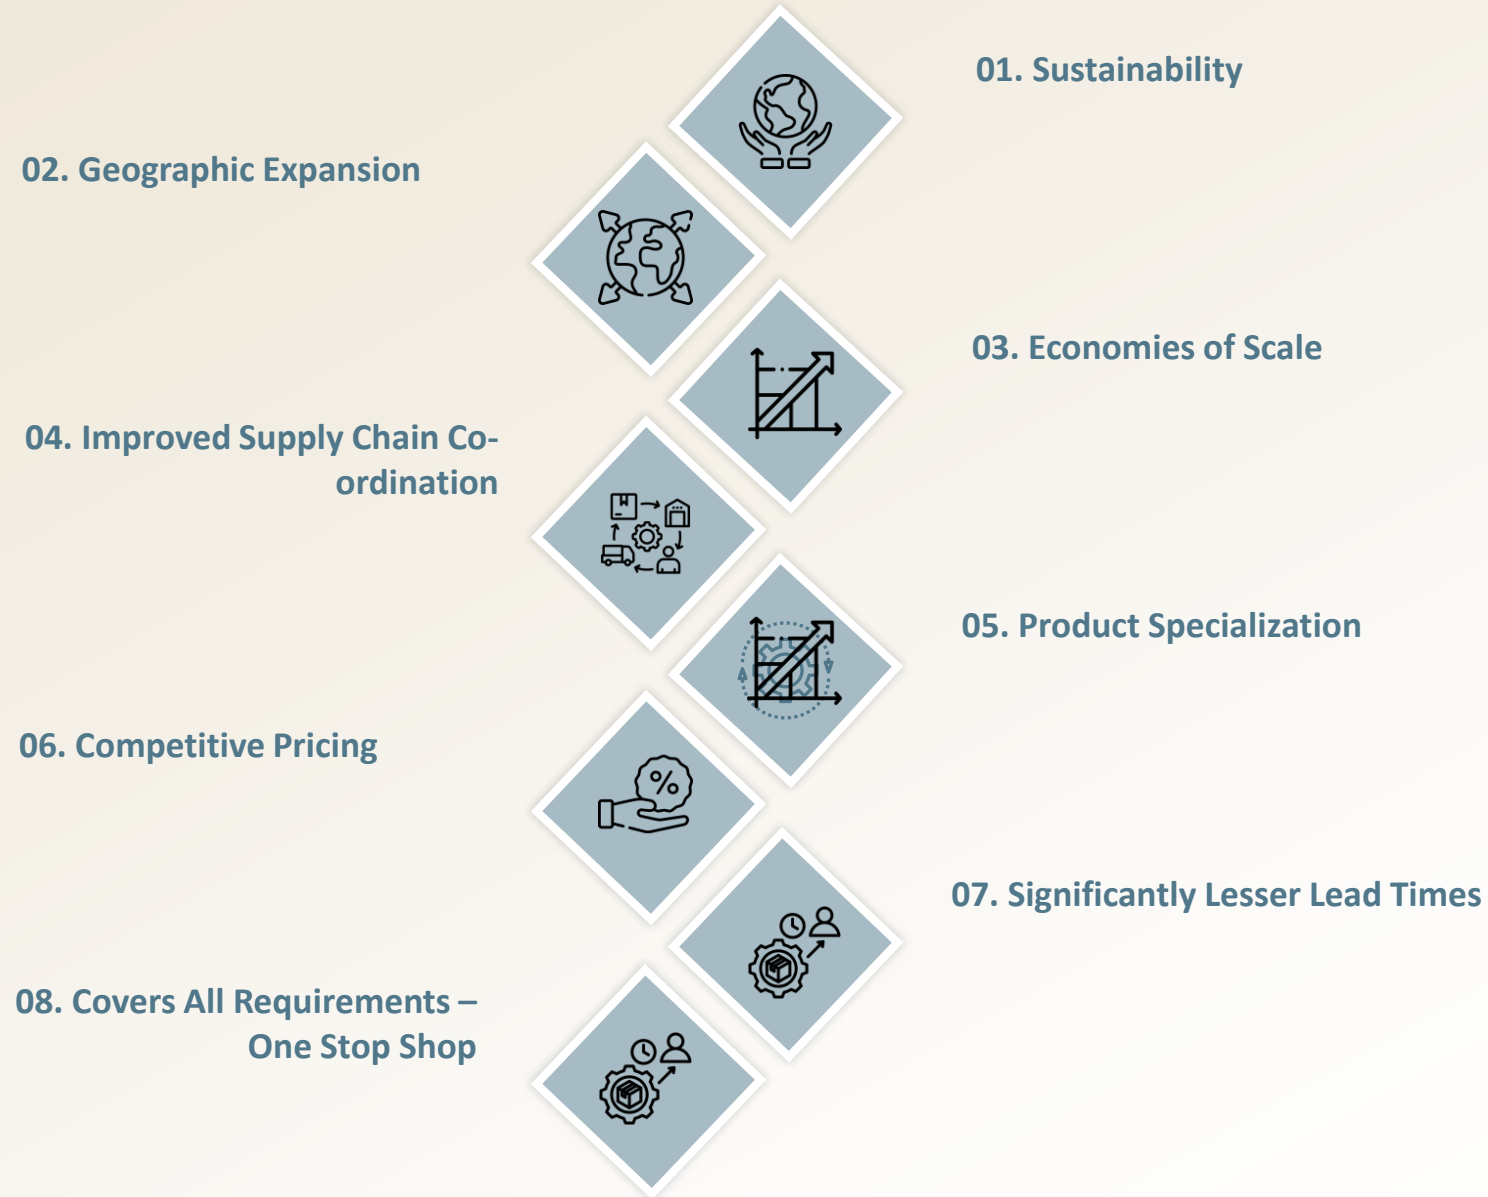 01. Sustainability
02. Geographic Expansion
03. Economies of Scale
04. Improved Supply Chain Co-
ordination
05. Product Specialization
06. Competitive Pricing
07. Significantly Lesser Lead Times
08. Covers All Requirements –
One Stop Shop